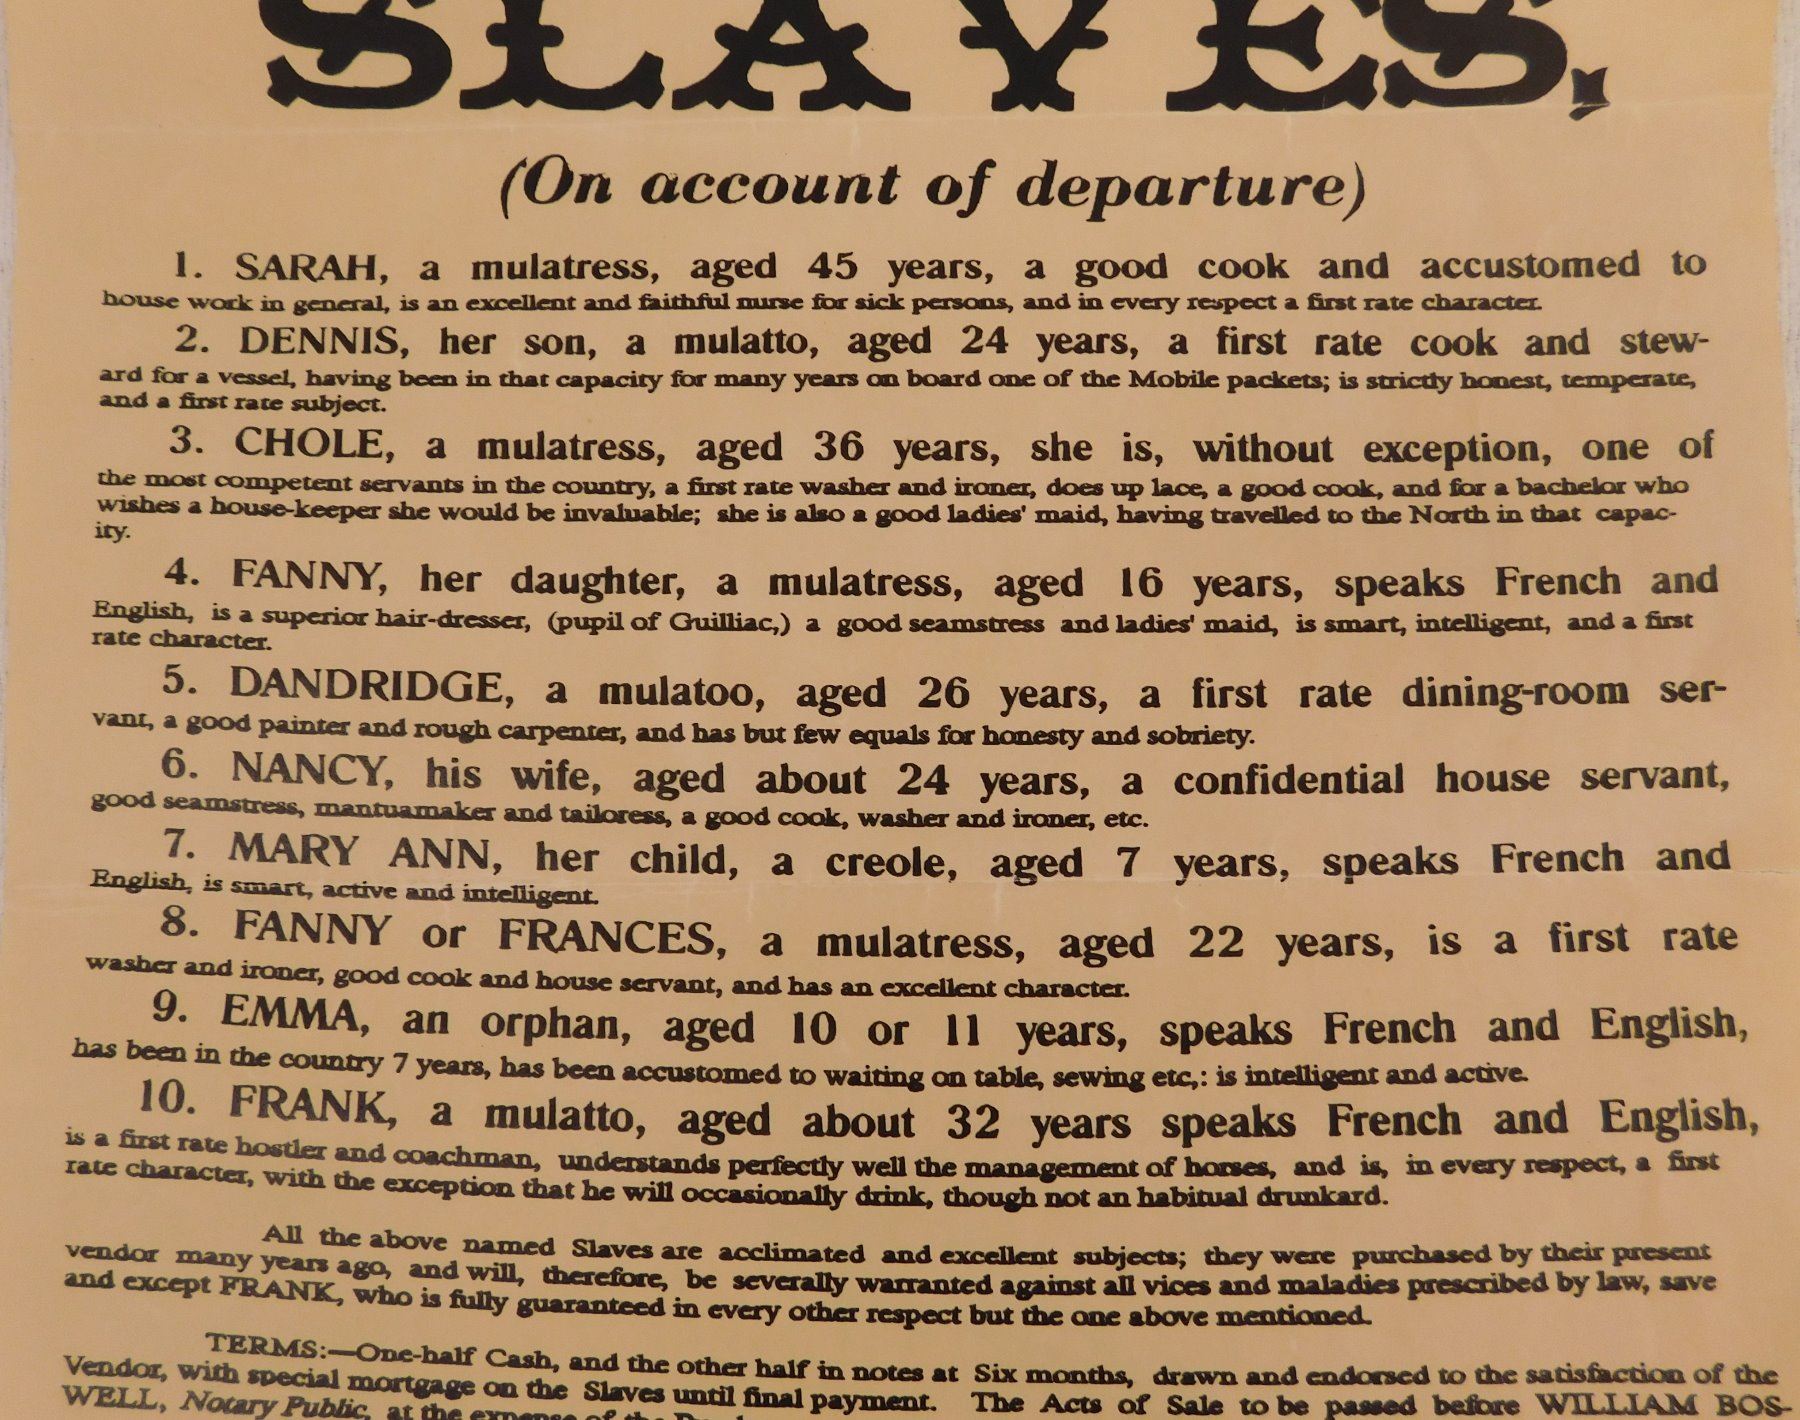 SLAVES,
(On account of departure)
1. SARAH, a mulatress, aged 45 years, a good cook and accustomed to
house work in general, is an excellent and faithful nurse for sick persons, and in every respect a first rate character.
2. DENNIS, her son, a mulatto, aged 24 years, a first rate cook and stew-
ard for a vessel, having been in that capacity for many years on board one of the Mobile packets; is strictly honest, temperate,
and a first rate subject.
3. CHOLE, a mulatress, aged 36 years, she is, without exception, one of
the most competent servants in the country, a first rate washer and ironer, does up lace, a good cook, and for a bachelor who
wishes a house-keeper she would be invaluable; she is also a good ladies' maid, having travelled to the North in that capac-
ity.
4. FANNY, her daughter, a mulatress, aged 16 years, speaks French and
English, is a superior hair-dresser, (pupil of Guilliac,) a good seamstress and ladies' maid, is smart, intelligent, and a first
rate character.
5. DANDRIDGE, a mulatoo, aged 26 years, a first rate dining-room ser-
vant, a good painter and rough carpenter, and has but few equals for honesty and sobriety.
6. NANCY, his wife, aged about 24 years, a confidential house servant,
good seamstress, mantuamaker and tailoress, a good cook, washer and ironer, etc.
7. MARY ANN, her child, a creole, aged 7 years, speaks French and
English, is smart, active and intelligent.
8. FANNY or FRANCES, a mulatress, aged 22 years, is a first rate
washer and ironer, good cook and house servant, and has an excellent character.
9. EMMA, an orphan, aged 10 or 11 years, speaks French and English,
has been in the country 7 years, has been accustomed to waiting on table, sewing etc,: is intelligent and active.
10. FRANK, a mulatto, aged about 32 years speaks French and English,
is a first rate hostler and coachman, understands perfectly well the management of horses, and is, in every respect, a first
rate character, with the exception that he will occasionally drink, though not an habitual drunkard.
All the above named Slaves are acclimated and excellent subjects; they were purchased by their present
vendor many years ago, and will, therefore, be severally warranted against all vices and maladies prescribed by law, save
and except FRANK, who is fully guaranteed in every other respect but the one above mentioned.
TERMS:—One-half Cash, and the other half in notes at Six months, drawn and endorsed to the satisfaction of the
Vendor, with special mortgage on the Slaves until final payment. The Acts of Sale to be passed before WILLIAM BOS-
WELL, Notary Public, at the expense of the